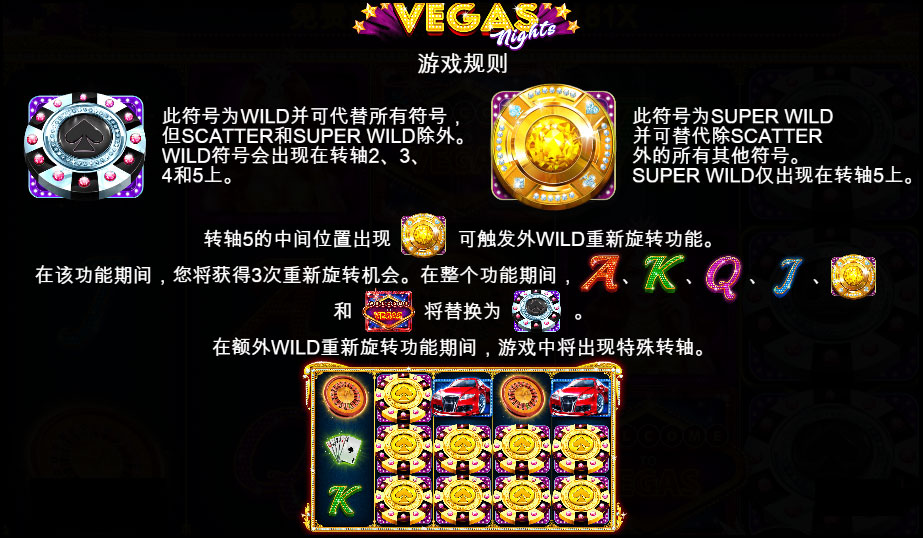 VEGAS
Nights
游戏规则
此符号为WILD并可代替所有符号，
但SCATTER和SUPER WILD除外。
WILD符号会出现在转轴2、3、
4和5上。
此符号为SUPER WILD
并可替代除SCATTER
外的所有其他符号。
SUPER WILD仅出现在转轴5上。
转轴5的中间位置出现 可触发外WILD重新旋转功能。
在该功能期间，您将获得3次重新旋转机会。在整个功能期间，A、K、Q、J、
和 将替换为 。
在额外WILD重新旋转功能期间，游戏中将出现特殊转轴。
K